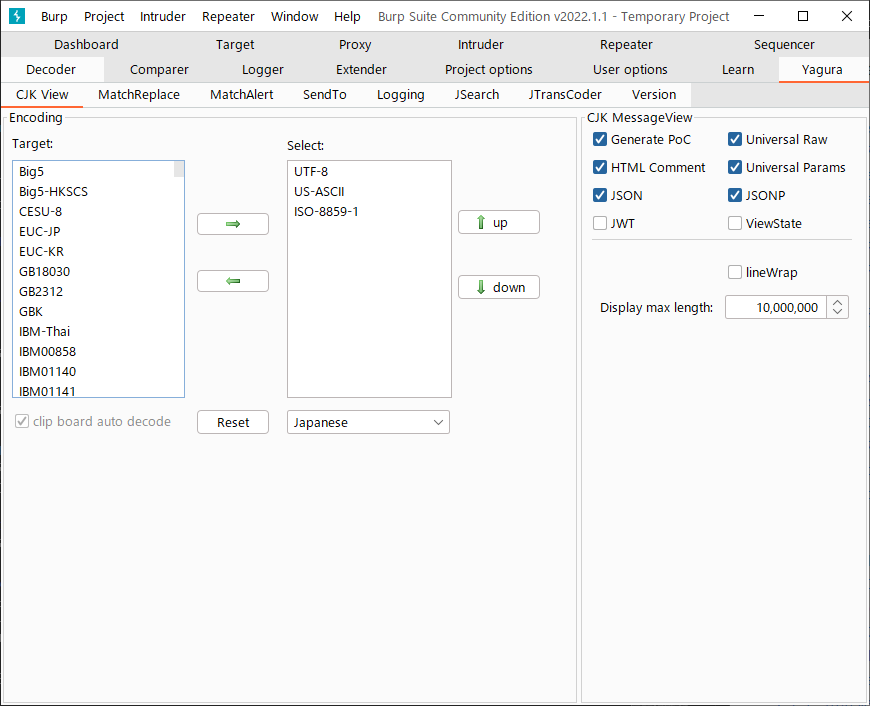 Burp Project Intruder Repeater Window Help Burp Suite Community Edition v2022.1.1 - Temporary Project
Dashboard Target Proxy Intruder Repeater Sequencer
Decoder Comparer Logger Extender Project options User options Learn Yagura
CJK View MatchReplace MatchAlert SendTo Logging JSearch JTransCoder Version
Encoding
Target:
Big5
Big5-HKSCS
CESU-8
EUC-JP
EUC-KR
GB18030
GB2312
GBK
IBM-Thai
IBM00858
IBM01140
IBM01141
clip board auto decode
Reset
Select:
UTF-8
US-ASCII
ISO-8859-1
Japanese
up
down
CJK MessageView
Generate PoC Universal Raw
HTML Comment Universal Params
JSON JSONP
JWT ViewState
lineWrap
Display max length: 10,000,000